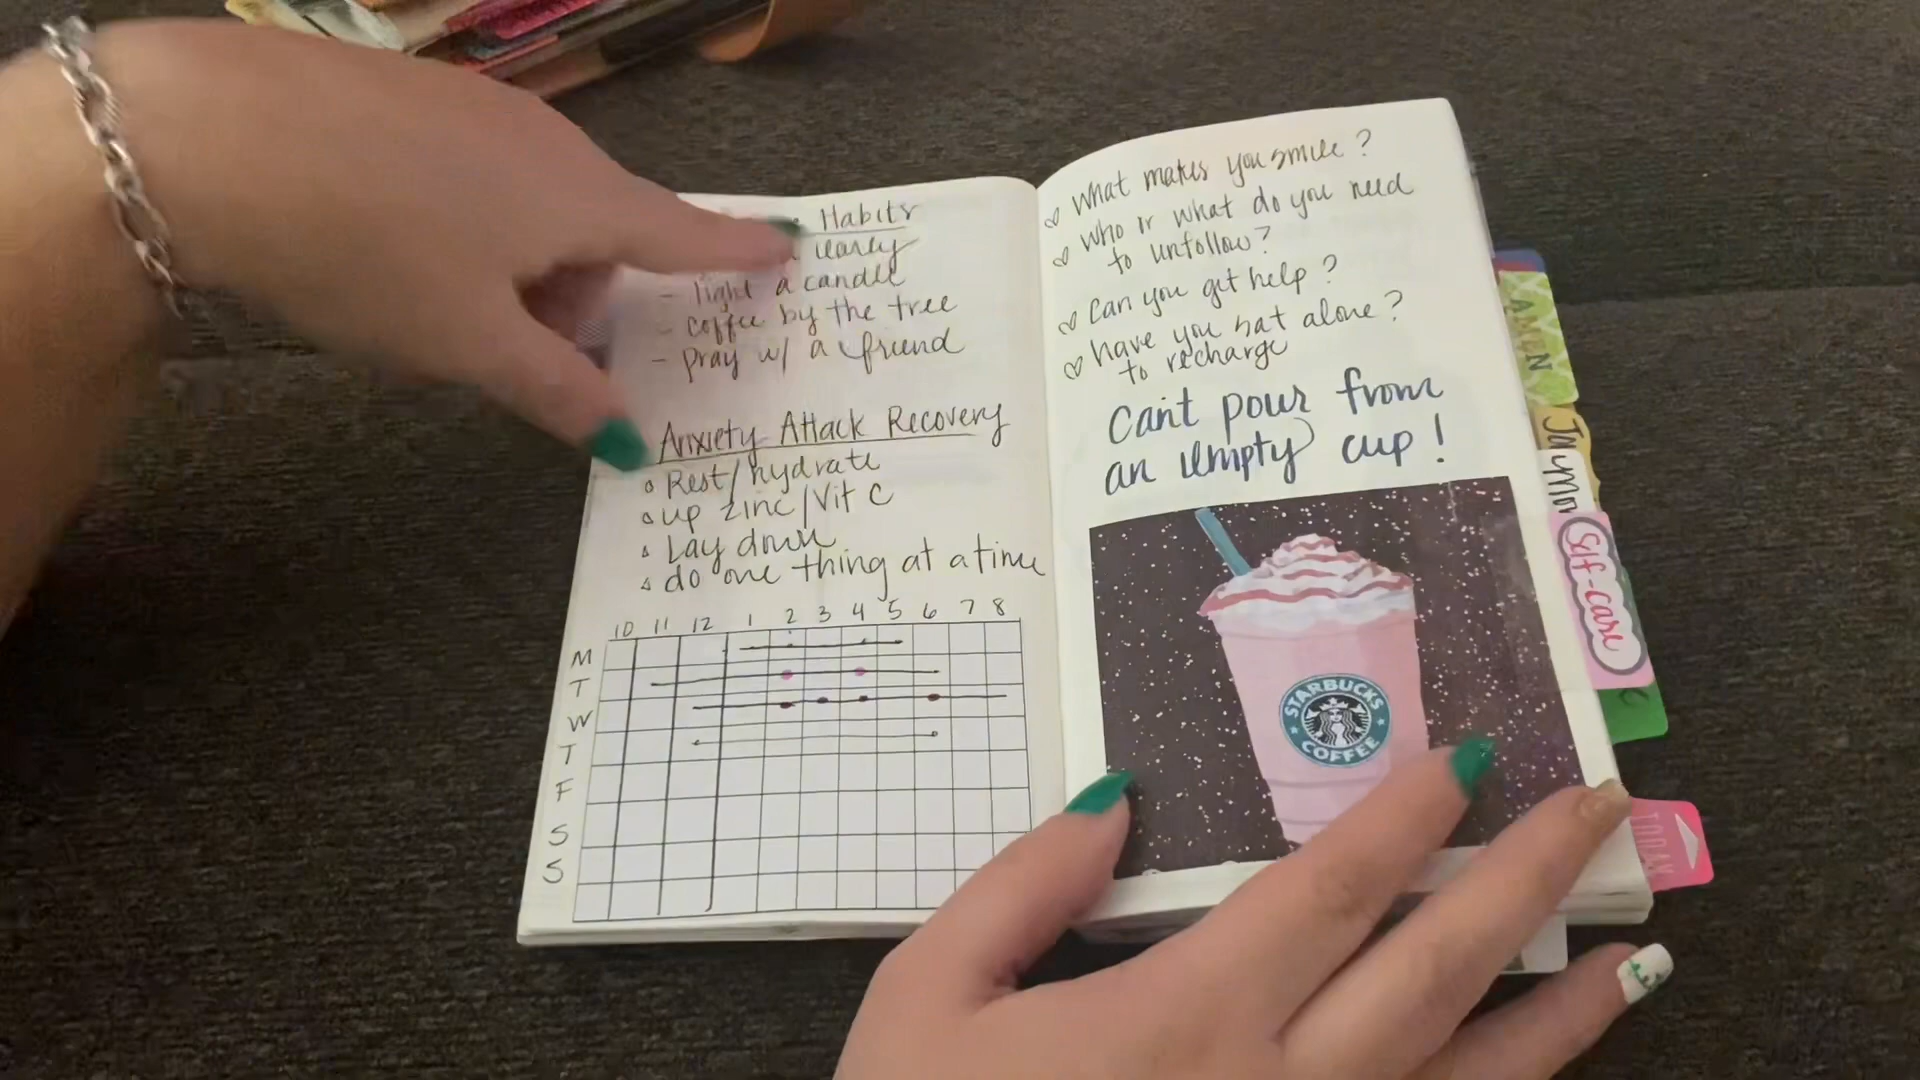 Habits
early
- light a candle
- coffee by the tree
- pray w/ a friend
Anxiety Attack Recovery
Rest/hydrate
up zinc/Vit C
Lay down
do one thing at a time
10 11 12 1 2 3 4 5 6 7 8
M
T
W
T
F
S
S
What makes you smile?
Who or what do you need
to unfollow?
Can you get help?
have you sat alone?
to recharge
Can't pour from
an empty cup!
STARBUCKS
COFFEE
AMEN
Self-care
TODAY